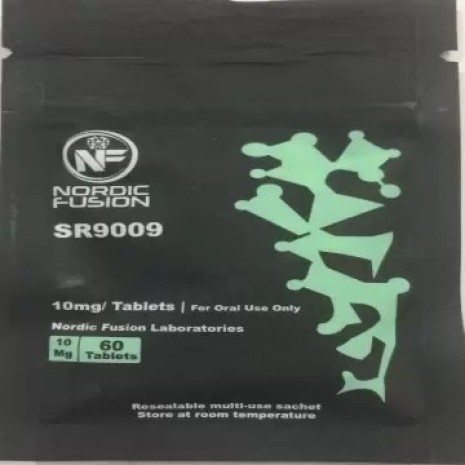 NF
NORDIC
FUSION
SR9009
10mg/ Tablets | For Oral Use Only
Nordic Fusion Laboratories
10 Mg 60 Tablets
Resealable multi-use sachet
Store at room temperature